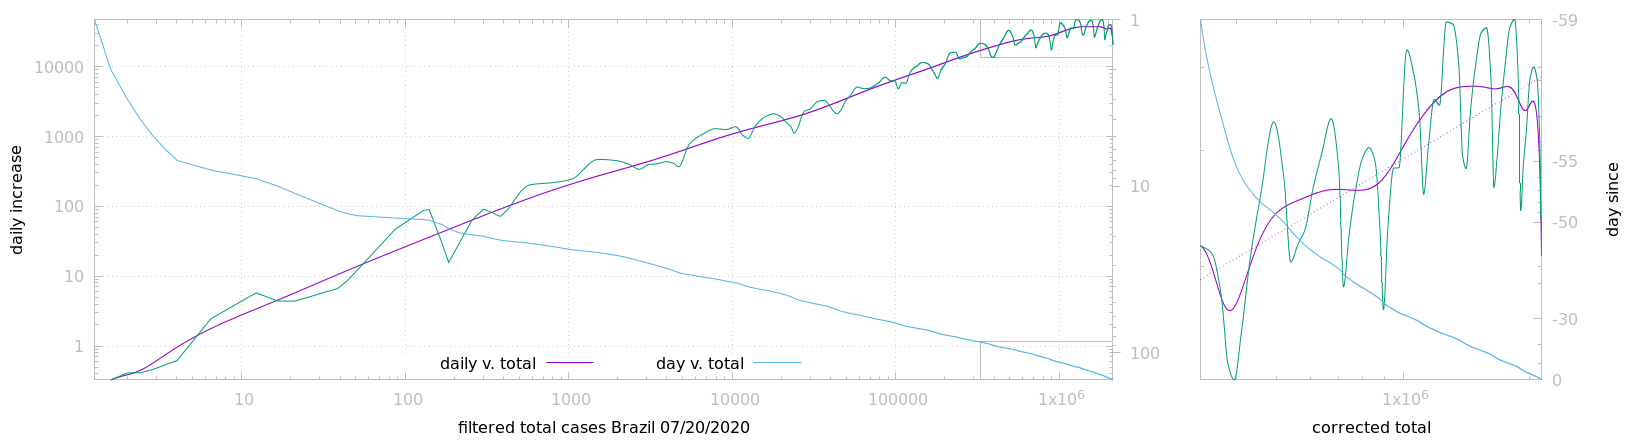 10000
1000
100
10
1
daily increase
1
10
100
daily v. total
day v. total
10
100
1000
10000
100000
1x10^6
filtered total cases Brazil 07/20/2020
-59
-55
-50
-30
0
day since
1x10^6
corrected total